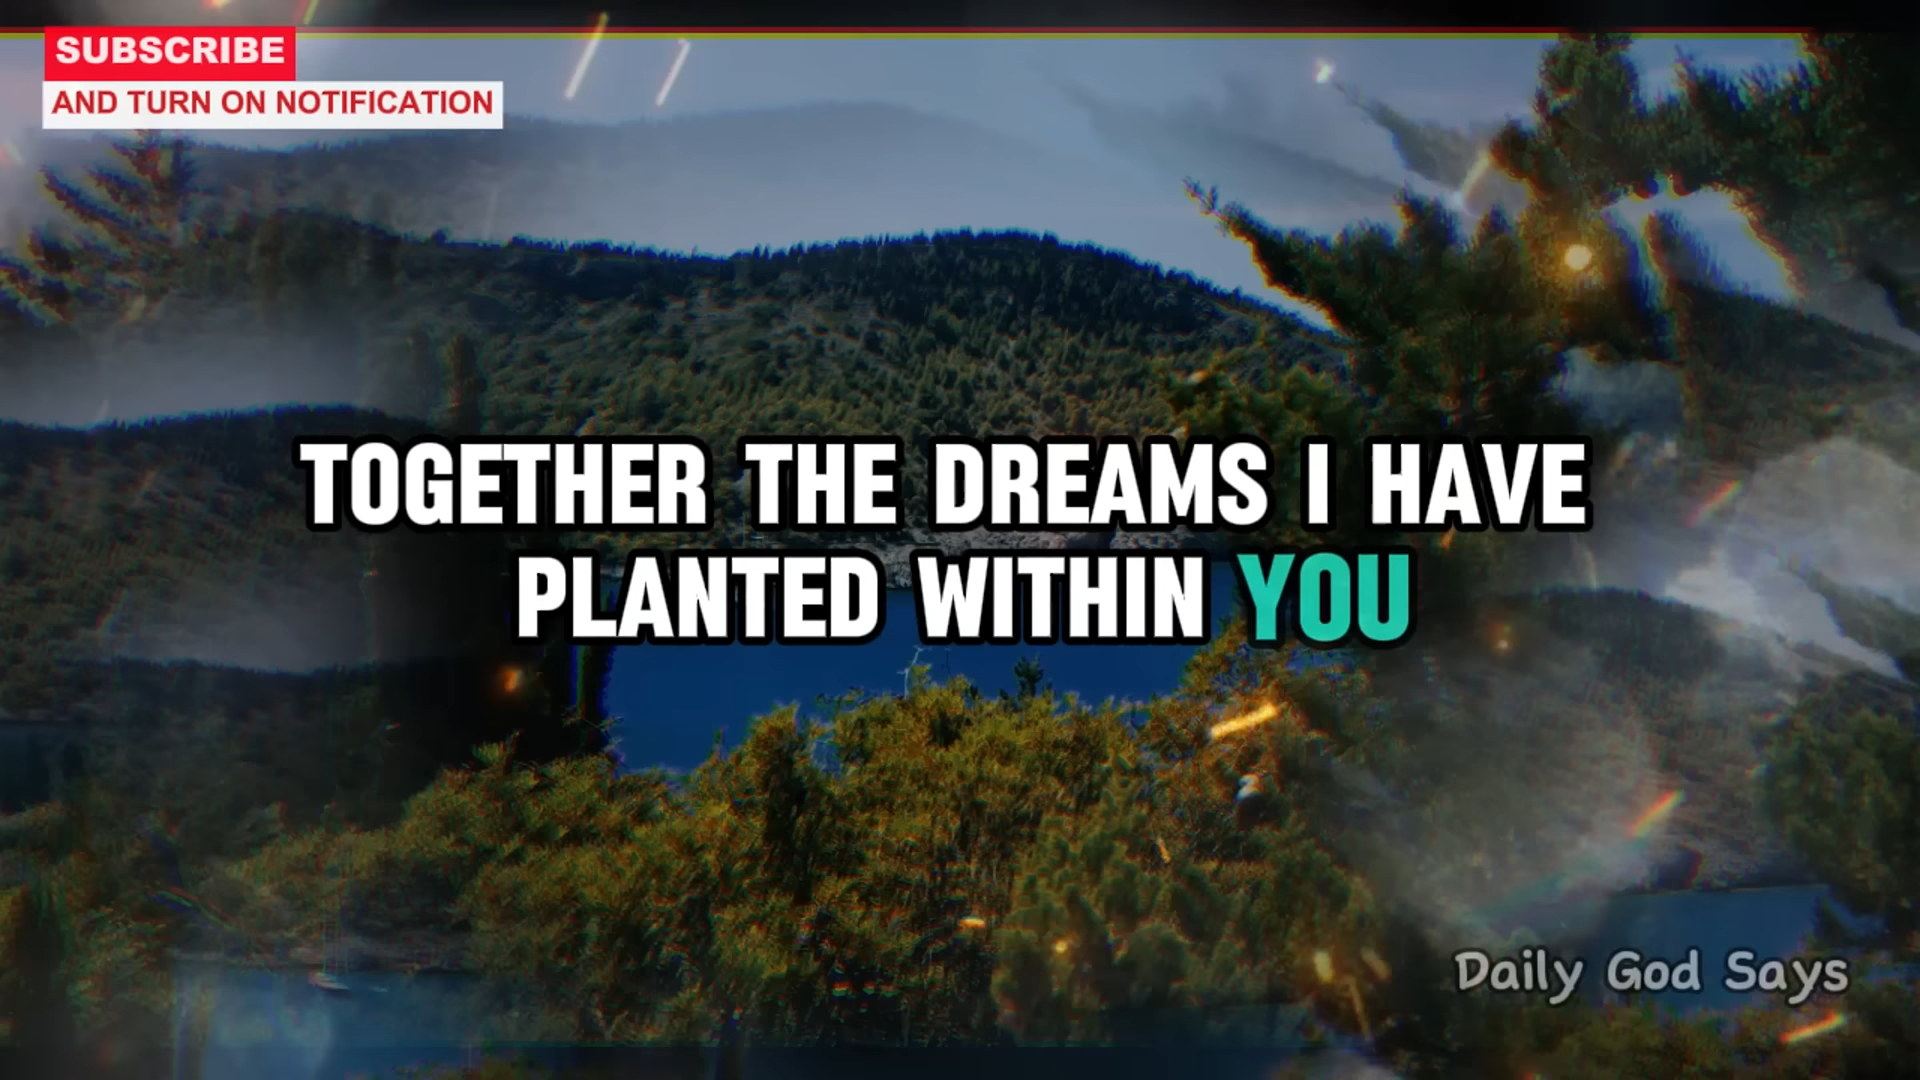 SUBSCRIBE
AND TURN ON NOTIFICATION
TOGETHER THE DREAMS I HAVE
PLANTED WITHIN YOU
Daily God Says